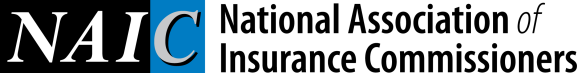 NAIC
National Association of
Insurance Commissioners